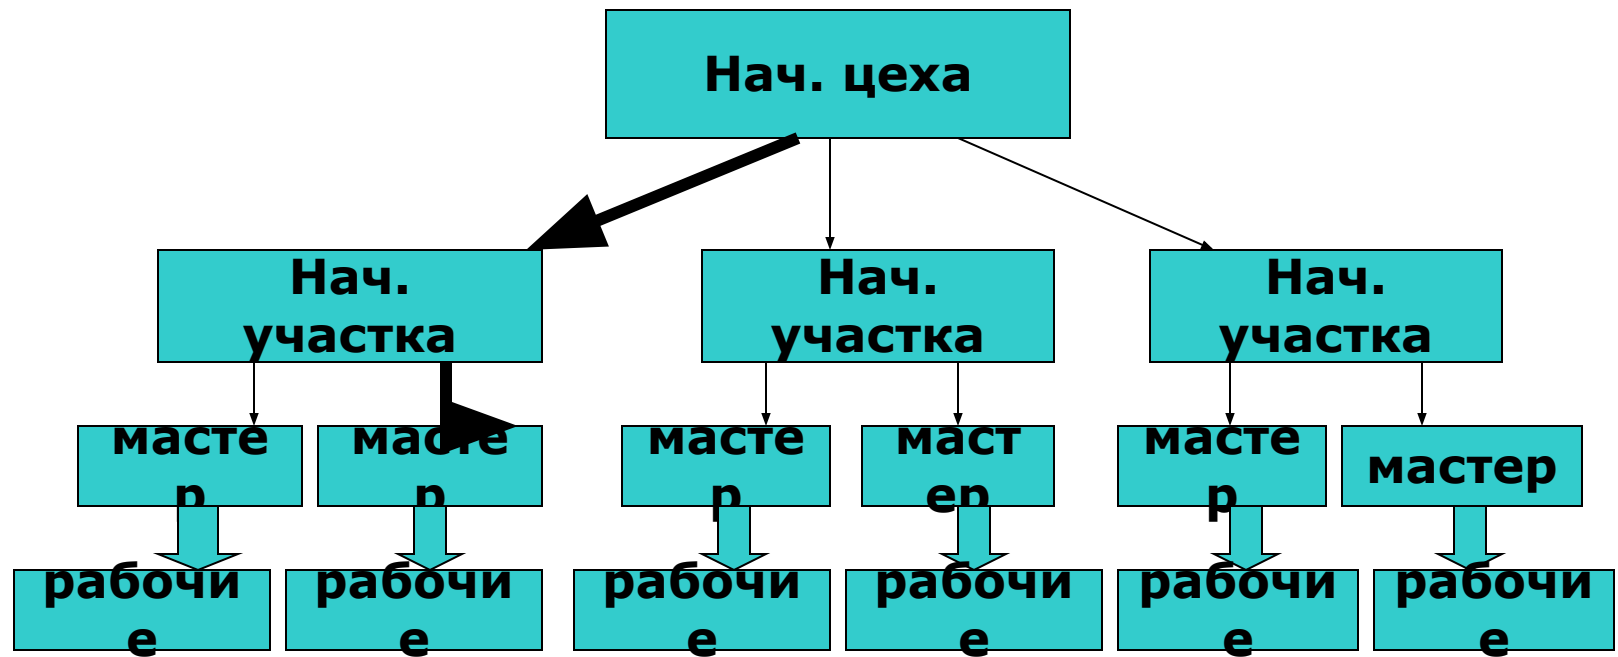 Нач. цеха
Нач.
участка
Нач.
участка
Нач.
участка
масте
р
масте
р
масте
р
маст
ер
масте
р
мастер
рабочи
е
рабочи
е
рабочи
е
рабочи
е
рабочи
е
рабочи
е